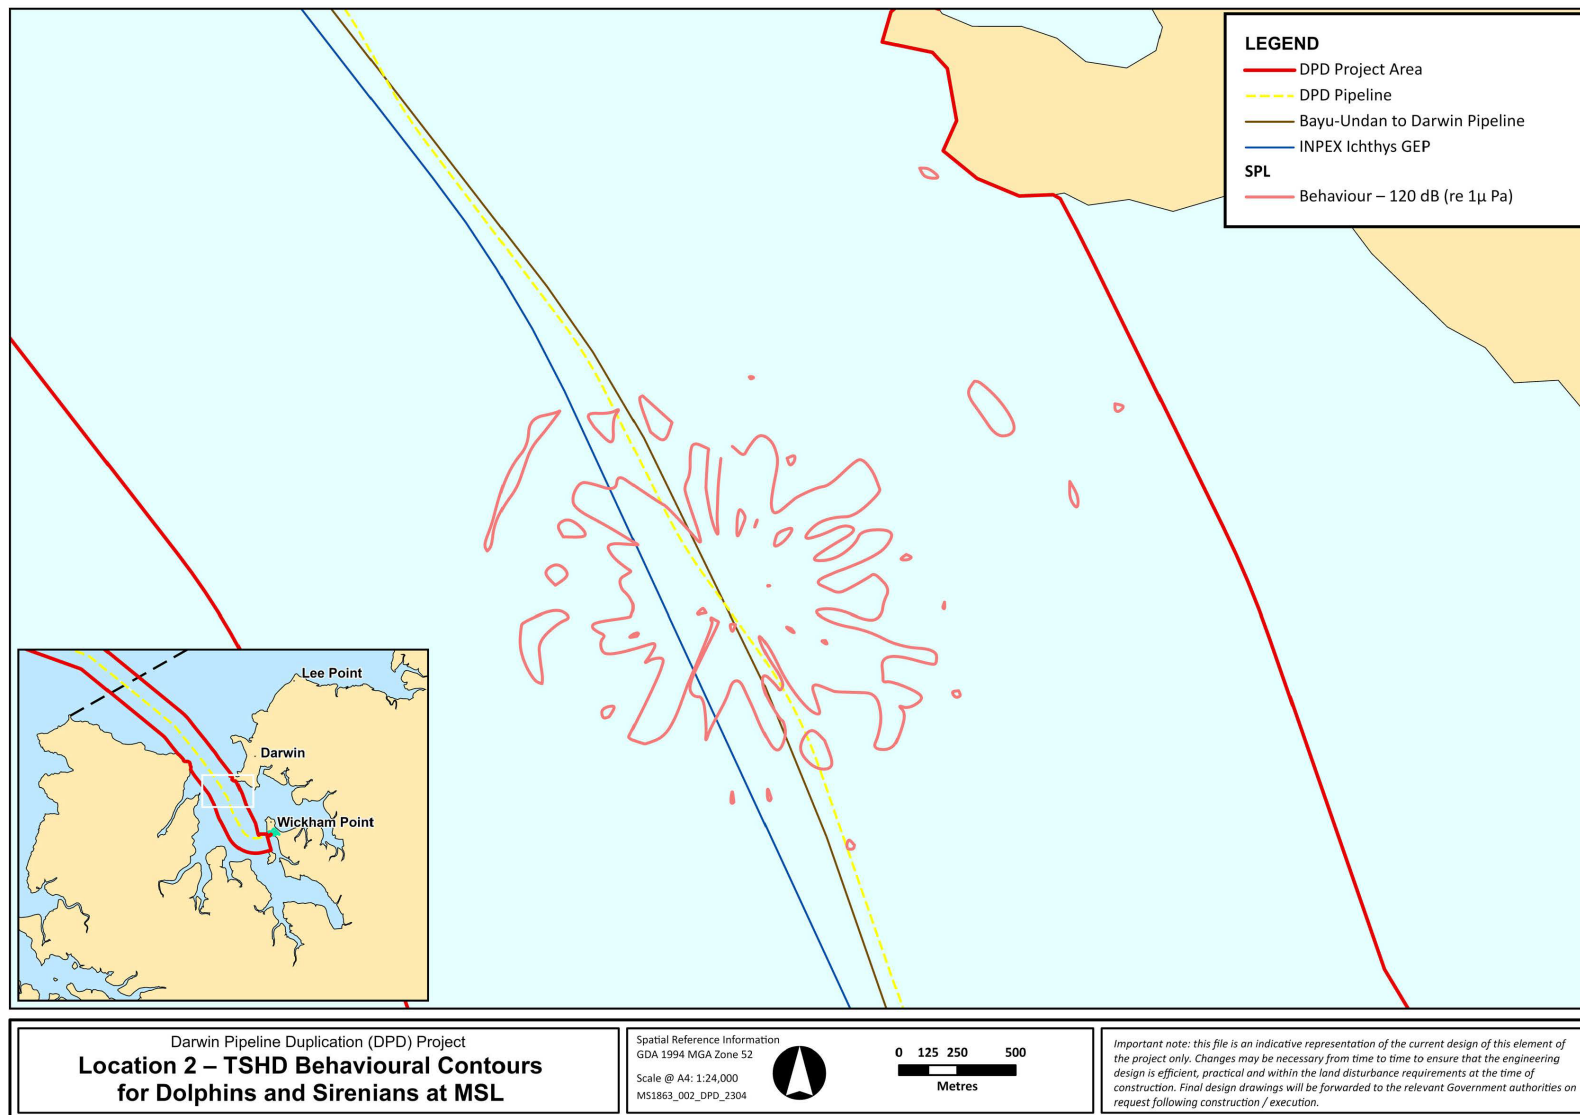 LEGEND
DPD Project Area
DPD Pipeline
Bayu-Undan to Darwin Pipeline
INPEX Ichthys GEP
SPL
Behaviour – 120 dB (re 1µ Pa)
Lee Point
Darwin
Wickham Point
Darwin Pipeline Duplication (DPD) Project
Location 2 – TSHD Behavioural Contours
for Dolphins and Sirenians at MSL
Spatial Reference Information
GDA 1994 MGA Zone 52
Scale @ A4: 1:24,000
MS1863_002_DPD_2304
0 125 250 500
Metres
Important note: this file is an indicative representation of the current design of this element of
the project only. Changes may be necessary from time to time to ensure that the engineering
design is efficient, practical and within the land disturbance requirements at the time of
construction. Final design drawings will be forwarded to the relevant Government authorities on
request following construction / execution.